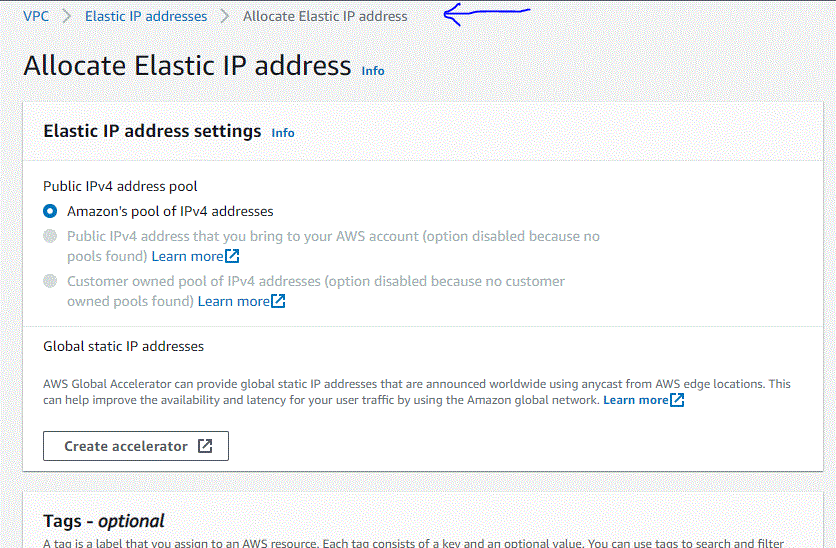 VPC > Elastic IP addresses > Allocate Elastic IP address
Allocate Elastic IP address Info
Elastic IP address settings Info
Public IPv4 address pool
Amazon's pool of IPv4 addresses
Public IPv4 address that you bring to your AWS account (option disabled because no
pools found) Learn more
Customer owned pool of IPv4 addresses (option disabled because no customer
owned pools found) Learn more
Global static IP addresses
AWS Global Accelerator can provide global static IP addresses that are announced worldwide using anycast from AWS edge locations. This
can help improve the availability and latency for your user traffic by using the Amazon global network. Learn more
Create accelerator
Tags - optional
A tag is a label that you assign to an AWS resource. Each tag consists of a key and an optional value. You can use tags to search and filter